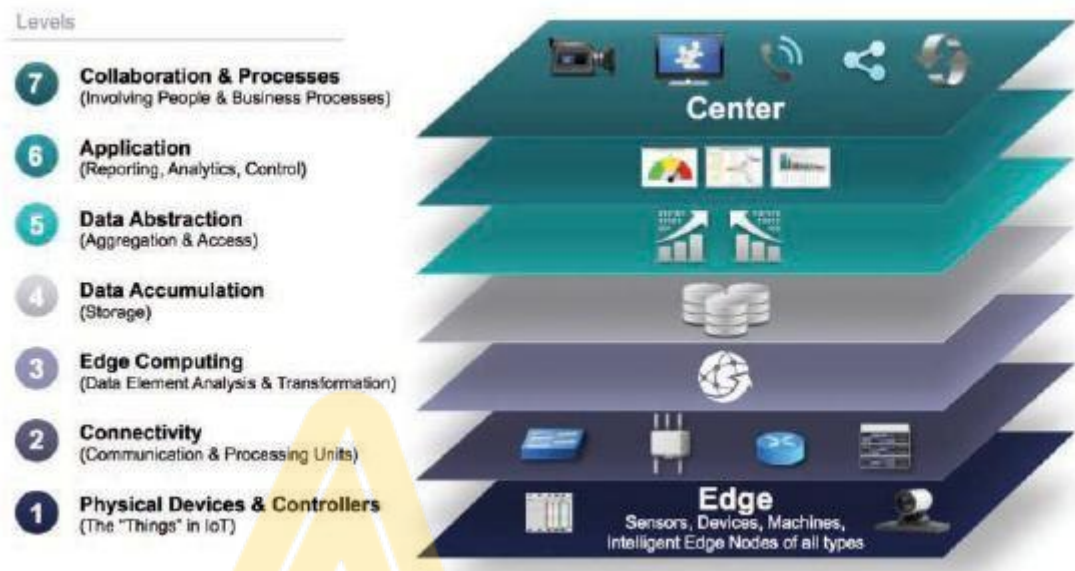 Levels
7
Collaboration & Processes
(Involving People & Business Processes)
6
Application
(Reporting, Analytics, Control)
5
Data Abstraction
(Aggregation & Access)
4
Data Accumulation
(Storage)
3
Edge Computing
(Data Element Analysis & Transformation)
2
Connectivity
(Communication & Processing Units)
1
Physical Devices & Controllers
(The "Things" in IoT)
Center
Edge
Sensors, Devices, Machines,
Intelligent Edge Nodes of all types